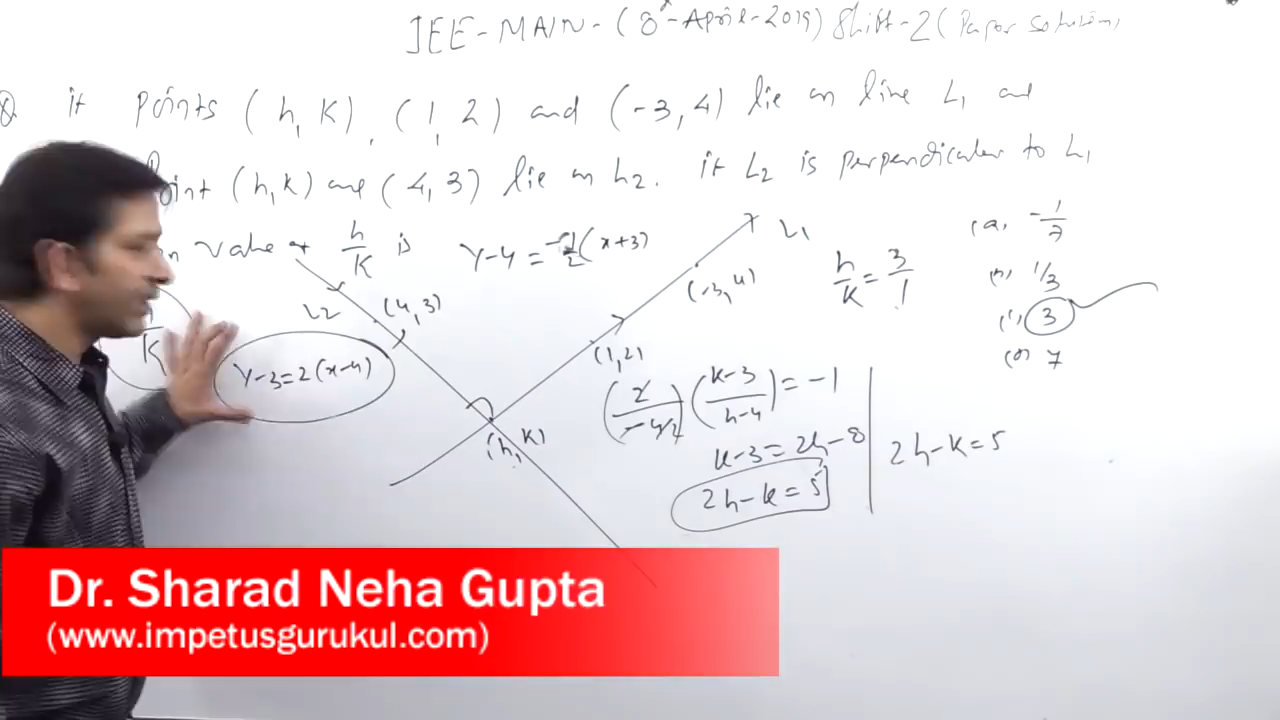 JEE-MAIN-(8-April-2019) Shift-2 (Paper solution)
Q If points (h, K), (1, 2) and (-3, 4) lie on line L₁ and
Point (h, K) and (4, 3) lie on L₂. if L₂ is perpendicular to L₁
value of h/K is
Y-4 = -1/2 (x+3)
L₁
(a) -1/7
(-3, 4)
h/k = 3/1
(b) 1/3
L₂
(4, 3)
(c) 3
(1, 2)
(d) 7
K
Y-3=2(x-4)
(2/-4/2) (k-3/h-4) = -1
(h, K)
k-3=2h-8
2h-k=5
2h-k=5
Dr. Sharad Neha Gupta
(www.impetusgurukul.com)